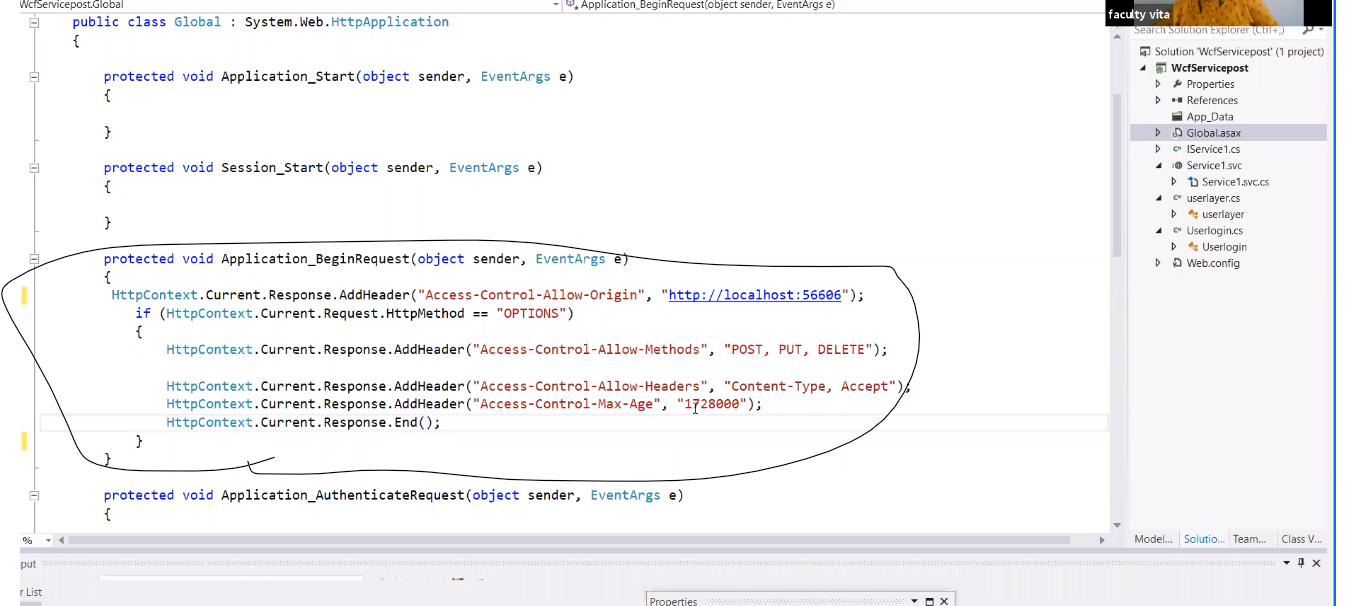 WcfServicepost.Global
Application_BeginRequest(object sender, EventArgs e)
faculty vita
public class Global : System.Web.HttpApplication
{
protected void Application_Start(object sender, EventArgs e)
{
}
protected void Session_Start(object sender, EventArgs e)
{
}
protected void Application_BeginRequest(object sender, EventArgs e)
{
HttpContext.Current.Response.AddHeader("Access-Control-Allow-Origin", "http://localhost:56606");
if (HttpContext.Current.Request.HttpMethod == "OPTIONS")
{
HttpContext.Current.Response.AddHeader("Access-Control-Allow-Methods", "POST, PUT, DELETE");
HttpContext.Current.Response.AddHeader("Access-Control-Allow-Headers", "Content-Type, Accept");
HttpContext.Current.Response.AddHeader("Access-Control-Max-Age", "1728000");
HttpContext.Current.Response.End();
}
}
protected void Application_AuthenticateRequest(object sender, EventArgs e)
{
%
Search Solution Explorer (Ctrl+;)
Solution 'WcfServicepost' (1 project)
WcfServicepost
Properties
References
App_Data
Global.asax
IService1.cs
Service1.svc
Service1.svc.cs
userlayer.cs
userlayer
Userlogin.cs
Userlogin
Web.config
Model... Solutio... Team... Class V...
put
r List
Properties